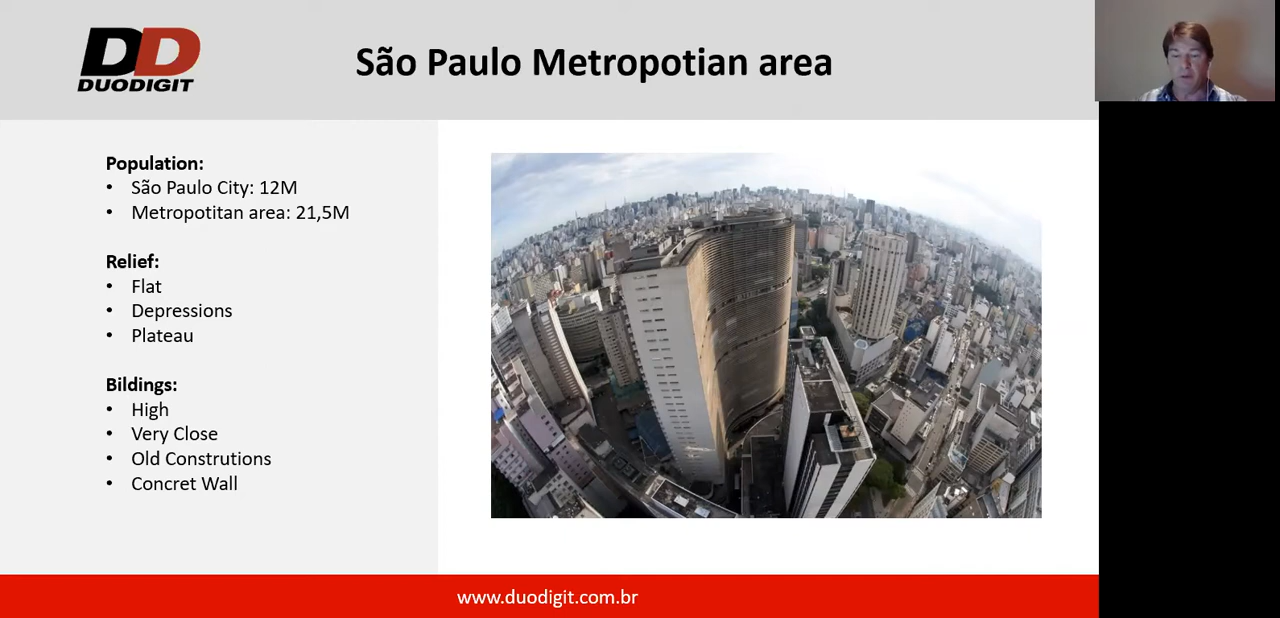 DD
DUODIGIT
São Paulo Metropotian area
Population:
• São Paulo City: 12M
• Metropotitan area: 21,5M
Relief:
• Flat
• Depressions
• Plateau
Bildings:
• High
• Very Close
• Old Construtions
• Concret Wall
www.duodigit.com.br